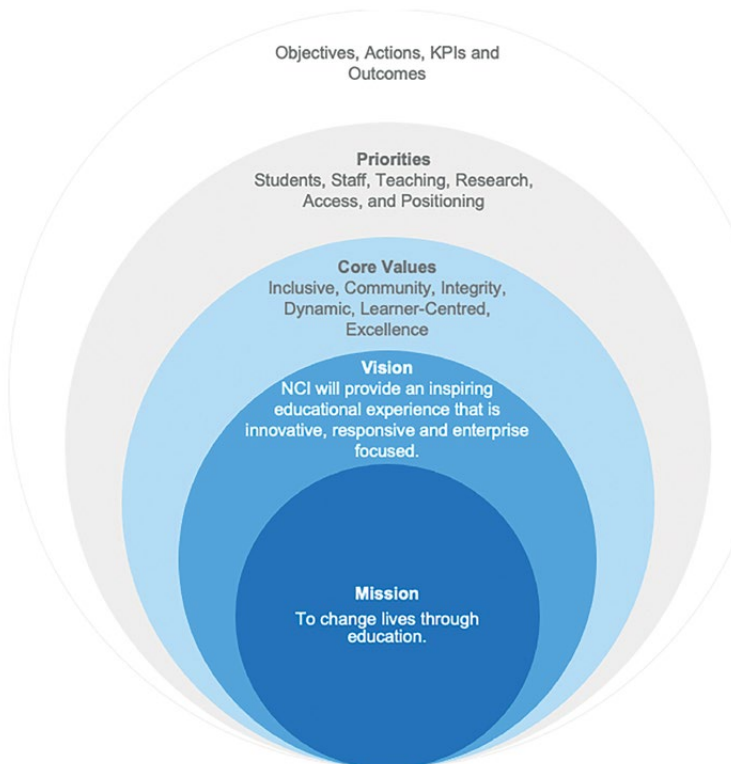 Objectives, Actions, KPIs and
Outcomes
Priorities
Students, Staff, Teaching, Research,
Access, and Positioning
Core Values
Inclusive, Community, Integrity,
Dynamic, Learner-Centred,
Excellence
Vision
NCI will provide an inspiring
educational experience that is
innovative, responsive and enterprise
focused.
Mission
To change lives through
education.